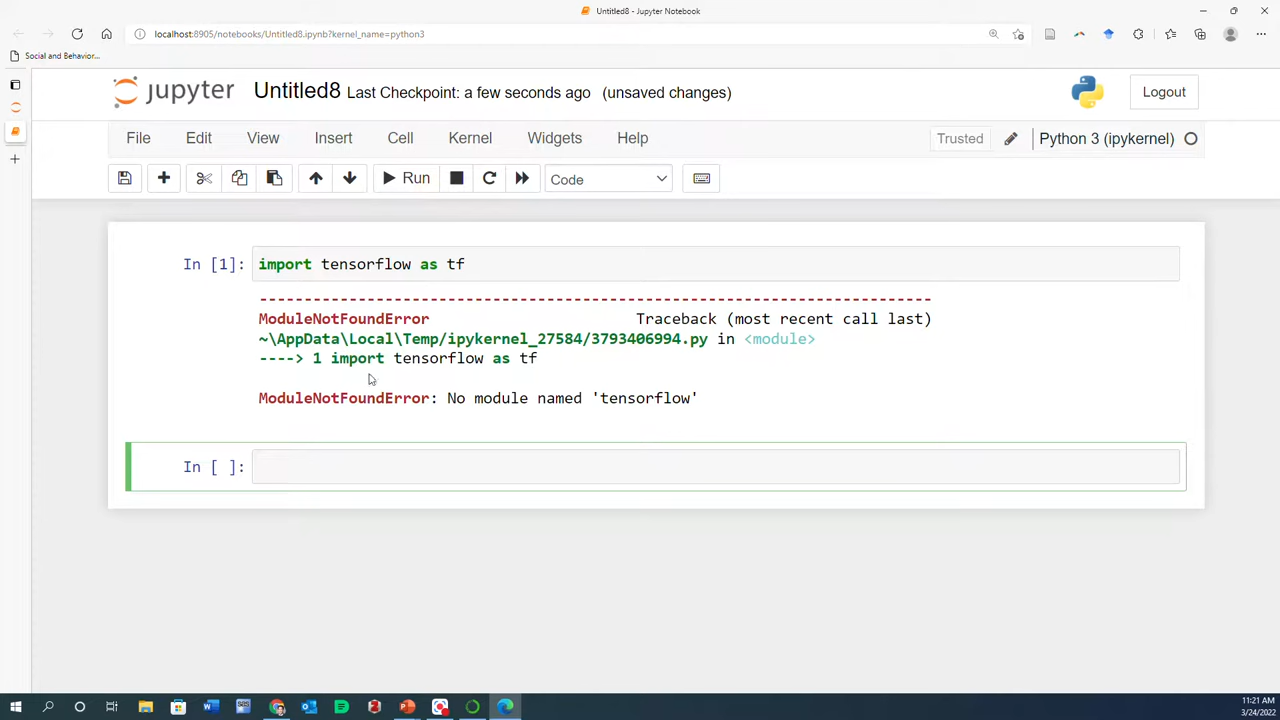 Untitled8 - Jupyter Notebook
localhost:8905/notebooks/Untitled8.ipynb?kernel_name=python3
Social and Behavior...
jupyter Untitled8 Last Checkpoint: a few seconds ago (unsaved changes) Logout
File Edit View Insert Cell Kernel Widgets Help Trusted Python 3 (ipykernel)
Run Code
In [1]: import tensorflow as tf
---------------------------------------------------------------------------
ModuleNotFoundError Traceback (most recent call last)
~\AppData\Local\Temp/ipykernel_27584/3793406994.py in <module>
----> 1 import tensorflow as tf
ModuleNotFoundError: No module named 'tensorflow'
In [ ]:
11:21 AM
3/24/2022